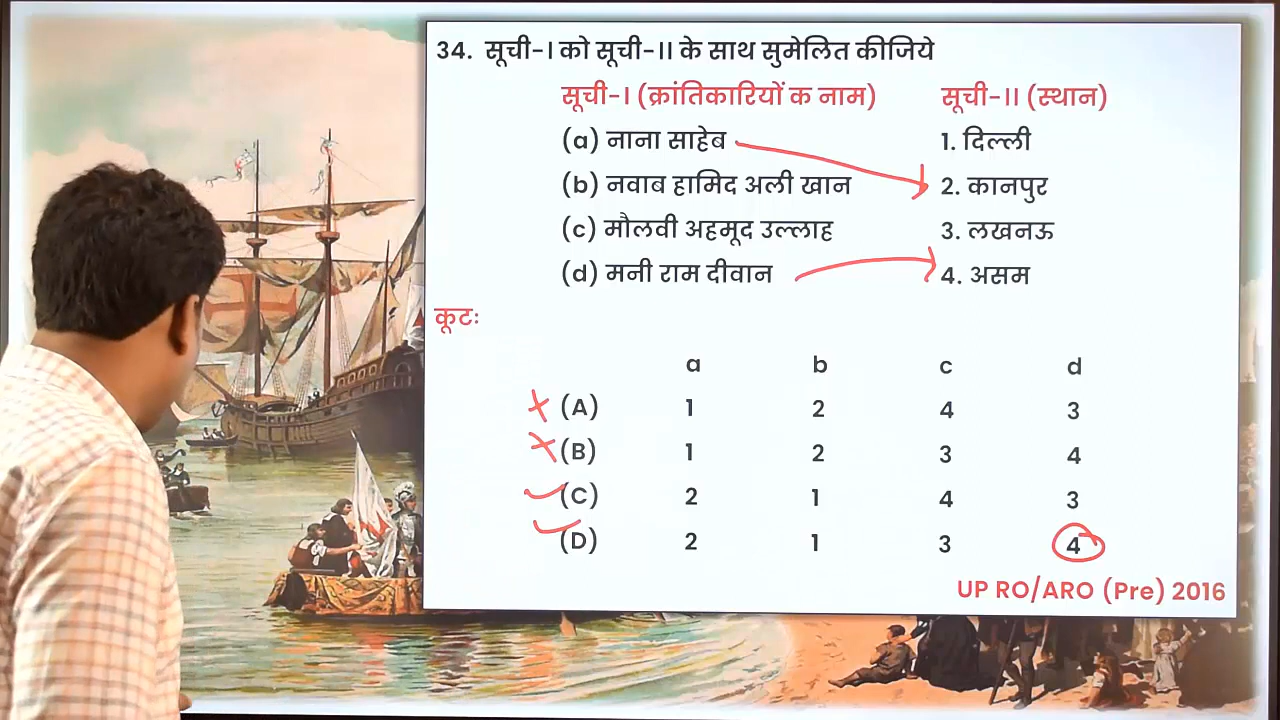 34. सूची-I को सूची-II के साथ सुमेलित कीजिये
सूची-I (क्रांतिकारियों क नाम) सूची-II (स्थान)
(a) नाना साहेब 1. दिल्ली
(b) नवाब हामिद अली खान 2. कानपुर
(c) मौलवी अहमूद उल्लाह 3. लखनऊ
(d) मनी राम दीवान 4. असम
कूटः
a b c d
(A) 1 2 4 3
(B) 1 2 3 4
(C) 2 1 4 3
(D) 2 1 3 4
UP RO/ARO (Pre) 2016